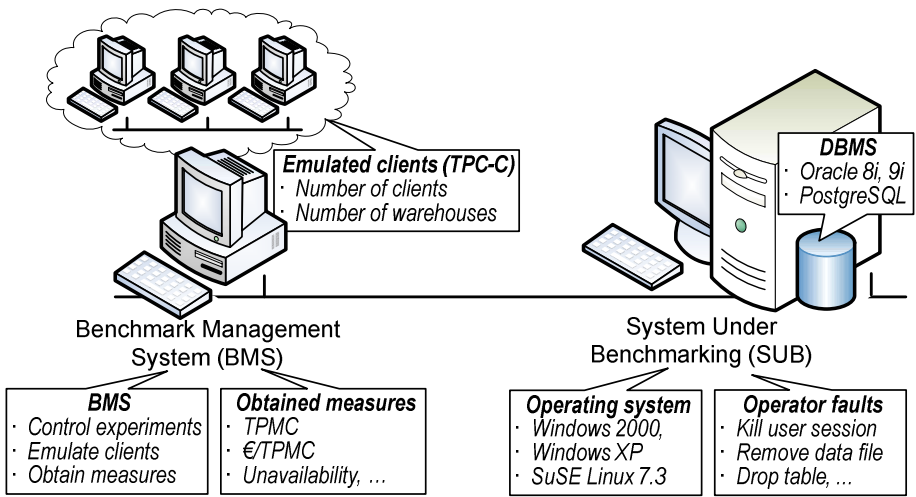 Emulated clients (TPC-C)
· Number of clients
· Number of warehouses
DBMS
· Oracle 8i, 9i
· PostgreSQL
Benchmark Management
System (BMS)
System Under
Benchmarking (SUB)
BMS
· Control experiments
· Emulate clients
· Obtain measures
Obtained measures
· TPMC
· €/TPMC
· Unavailability, ...
Operating system
· Windows 2000,
· Windows XP
· SuSE Linux 7.3
Operator faults
· Kill user session
· Remove data file
· Drop table, ...